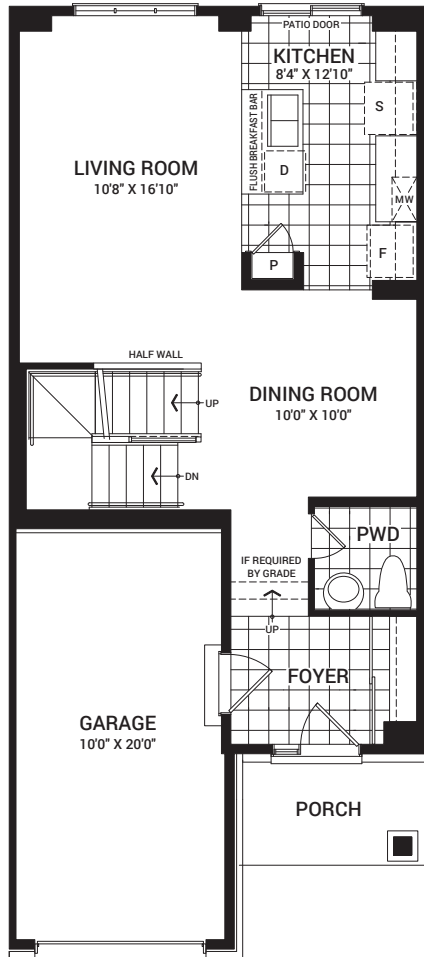 PATIO DOOR
KITCHEN
8'4" X 12'10"
S
FLUSH BREAKFAST BAR
D
MW
LIVING ROOM
10'8" X 16'10"
P
F
HALF WALL
UP
DINING ROOM
10'0" X 10'0"
DN
PWD
IF REQUIRED
BY GRADE
UP
FOYER
GARAGE
10'0" X 20'0"
PORCH